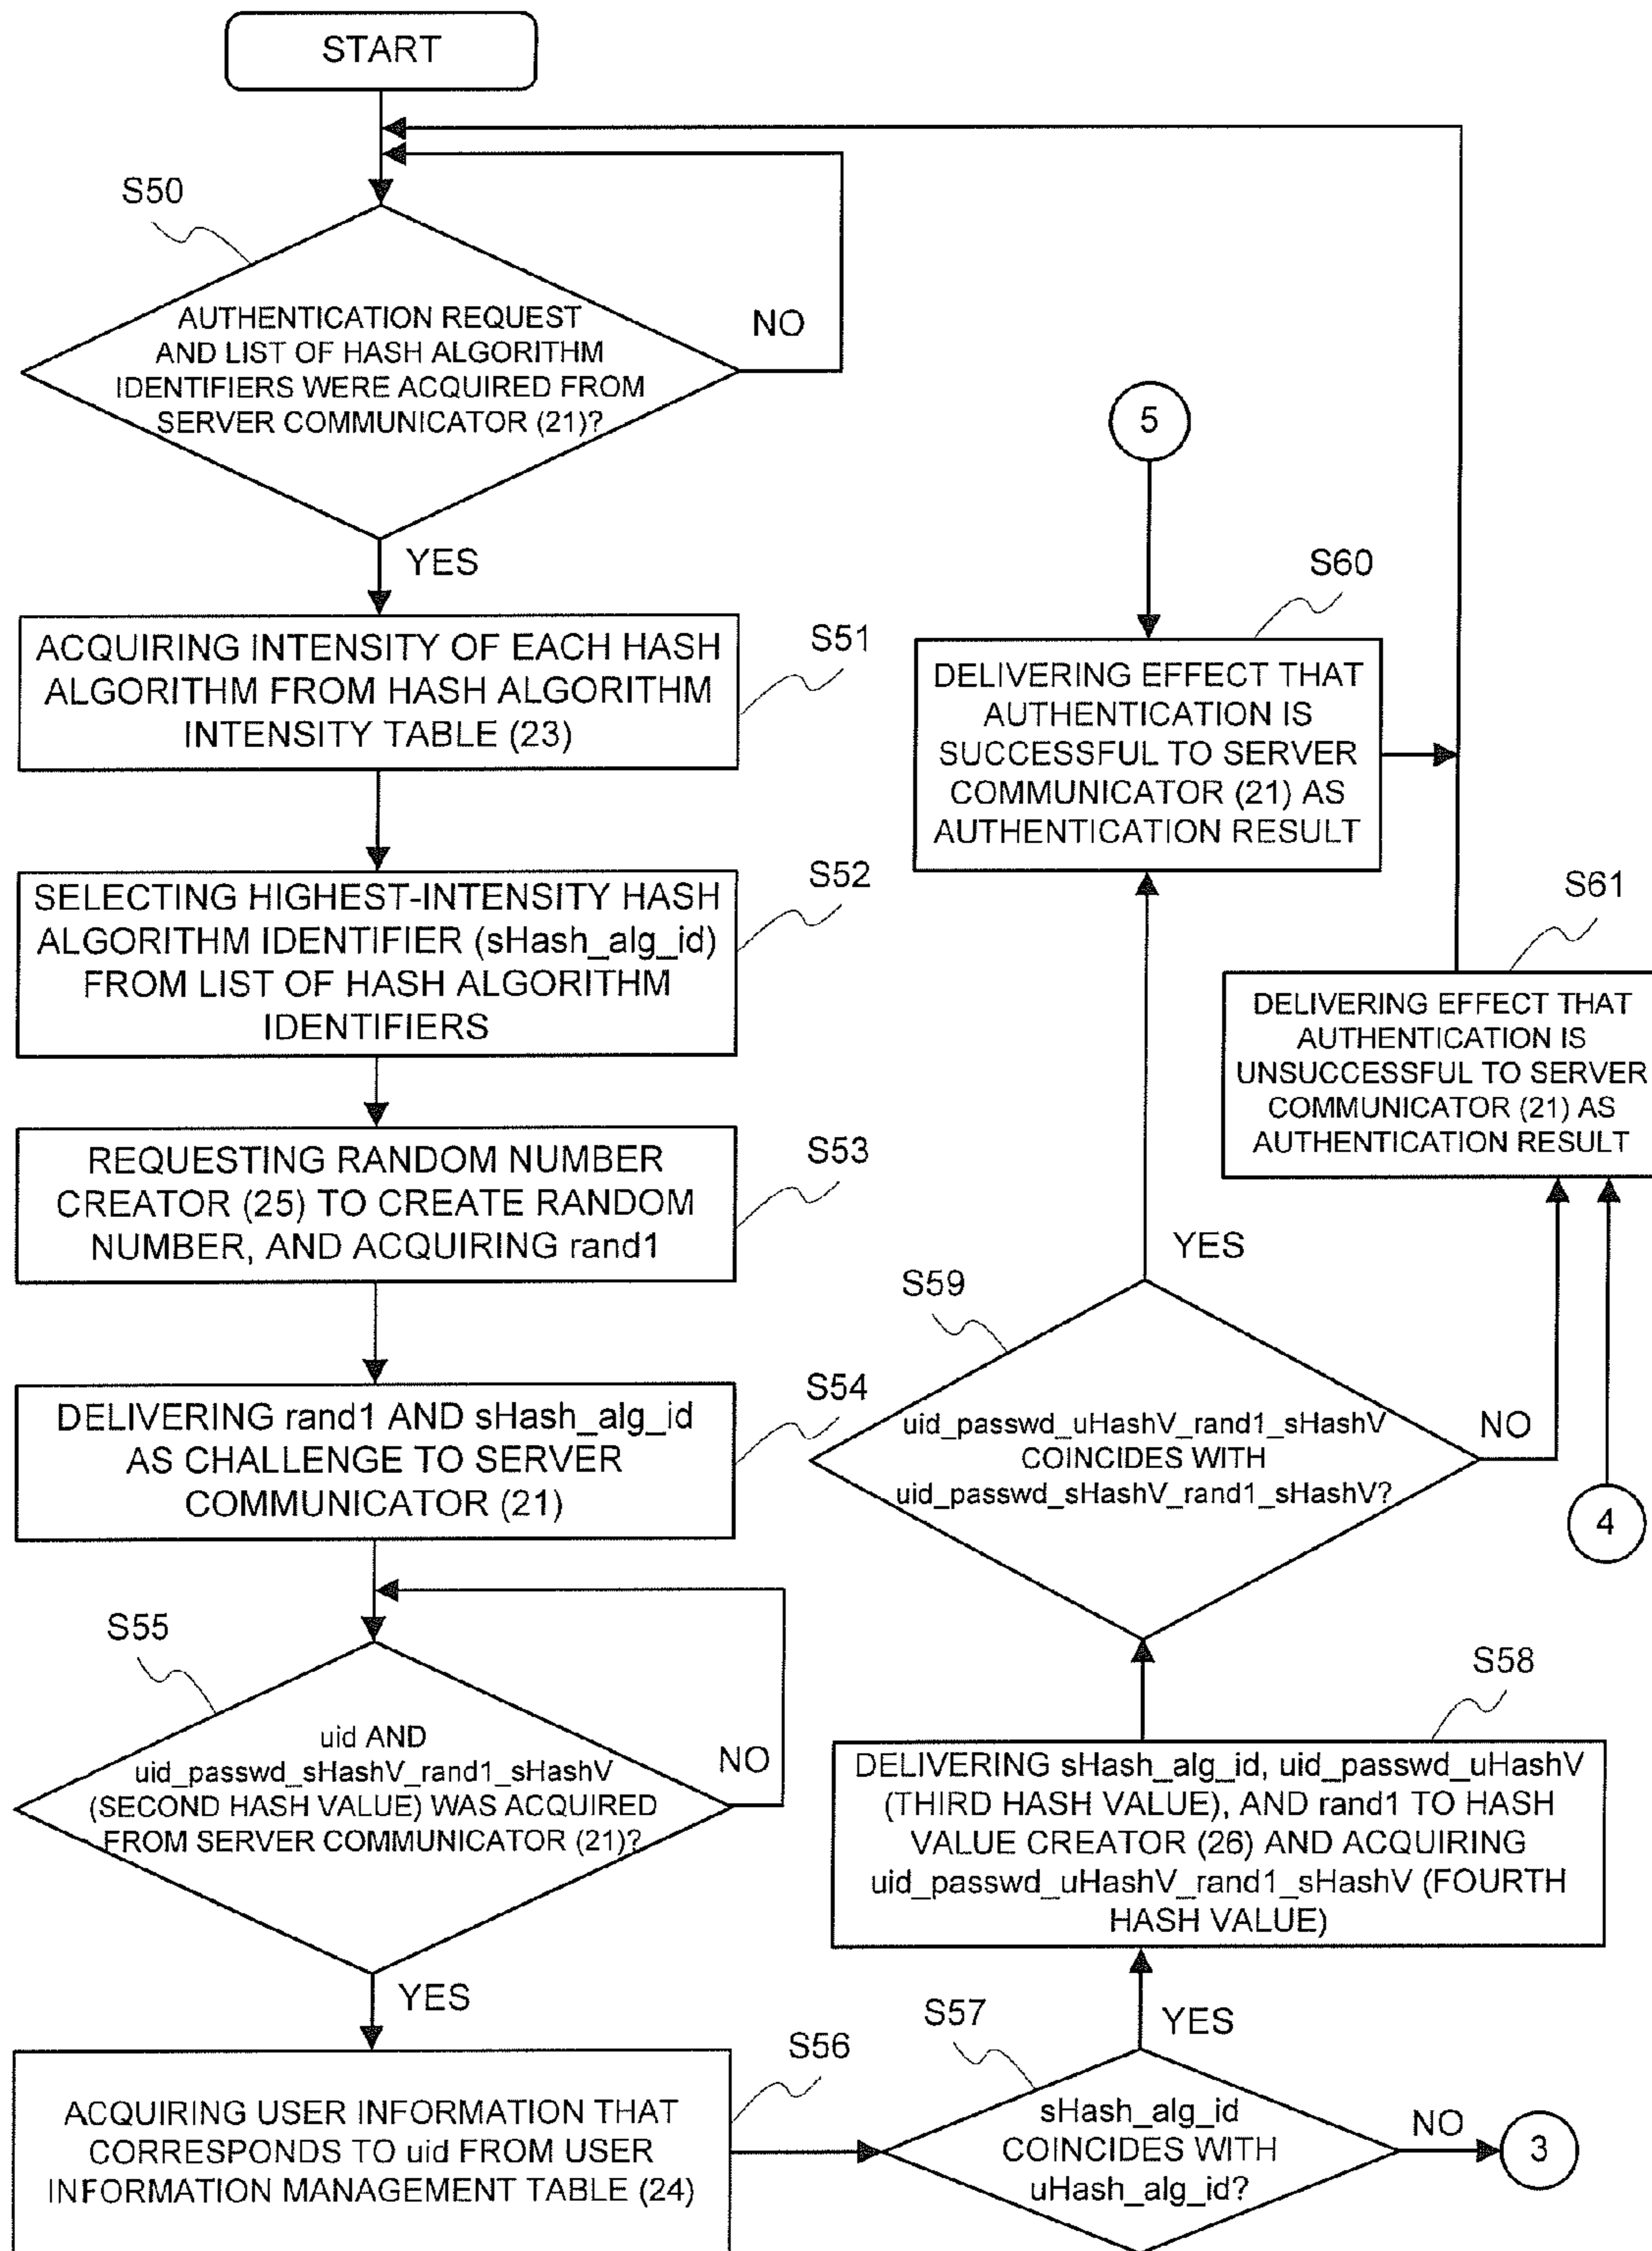 START
S50
AUTHENTICATION REQUEST
AND LIST OF HASH ALGORITHM
IDENTIFIERS WERE ACQUIRED FROM
SERVER COMMUNICATOR (21)?
NO
YES
ACQUIRING INTENSITY OF EACH HASH
ALGORITHM FROM HASH ALGORITHM
INTENSITY TABLE (23)
S51
SELECTING HIGHEST-INTENSITY HASH
ALGORITHM IDENTIFIER (sHash_alg_id)
FROM LIST OF HASH ALGORITHM
IDENTIFIERS
S52
REQUESTING RANDOM NUMBER
CREATOR (25) TO CREATE RANDOM
NUMBER, AND ACQUIRING rand1
S53
DELIVERING rand1 AND sHash_alg_id
AS CHALLENGE TO SERVER
COMMUNICATOR (21)
S54
S55
uid AND
uid_passwd_sHashV_rand1_sHashV
(SECOND HASH VALUE) WAS ACQUIRED
FROM SERVER COMMUNICATOR (21)?
NO
YES
ACQUIRING USER INFORMATION THAT
CORRESPONDS TO uid FROM USER
INFORMATION MANAGEMENT TABLE (24)
S56
S57
sHash_alg_id
COINCIDES WITH
uHash_alg_id?
NO
3
YES
S58
DELIVERING sHash_alg_id, uid_passwd_uHashV
(THIRD HASH VALUE), AND rand1 TO HASH
VALUE CREATOR (26) AND ACQUIRING
uid_passwd_uHashV_rand1_sHashV (FOURTH
HASH VALUE)
S59
uid_passwd_uHashV_rand1_sHashV
COINCIDES WITH
uid_passwd_sHashV_rand1_sHashV?
NO
4
YES
5
S60
DELIVERING EFFECT THAT
AUTHENTICATION IS
SUCCESSFUL TO SERVER
COMMUNICATOR (21) AS
AUTHENTICATION RESULT
S61
DELIVERING EFFECT THAT
AUTHENTICATION IS
UNSUCCESSFUL TO SERVER
COMMUNICATOR (21) AS
AUTHENTICATION RESULT